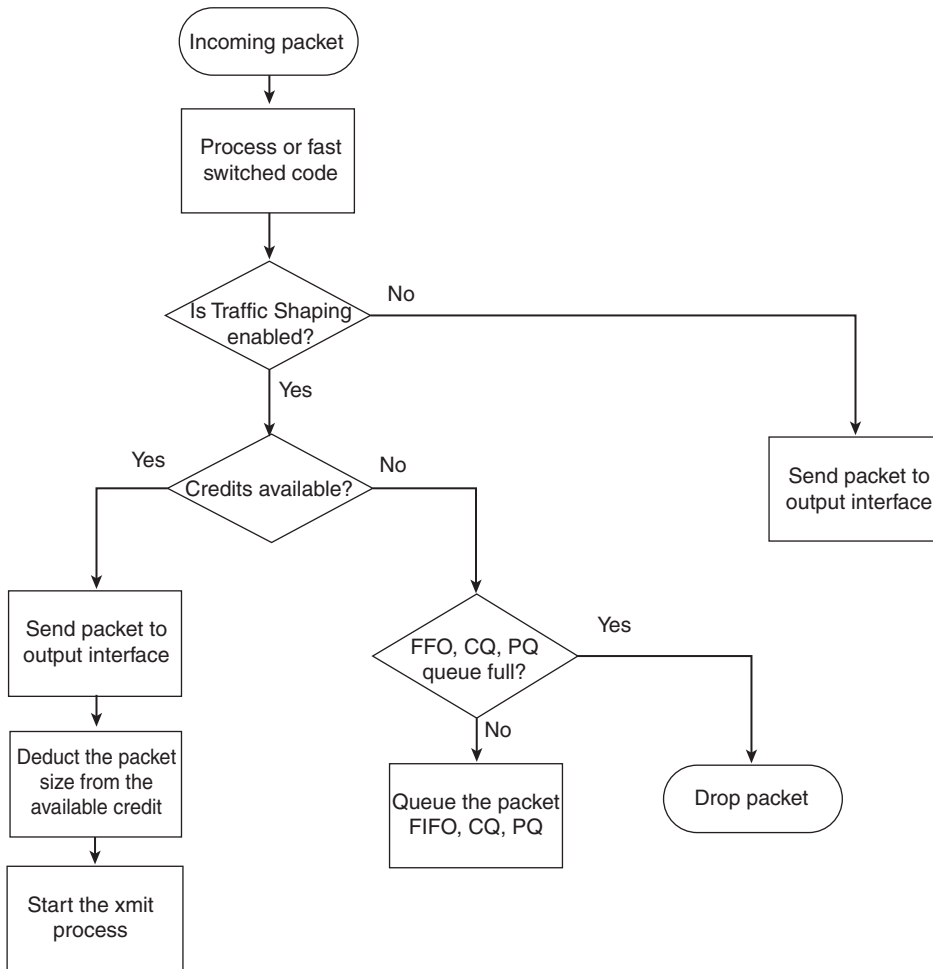 Incoming packet
Process or fast
switched code
Is Traffic Shaping
enabled?
No
Yes
Yes
Credits available?
No
Send packet to
output interface
Send packet to
output interface
FFO, CQ, PQ
queue full?
Yes
No
Deduct the packet
size from the
available credit
Queue the packet
FIFO, CQ, PQ
Drop packet
Start the xmit
process